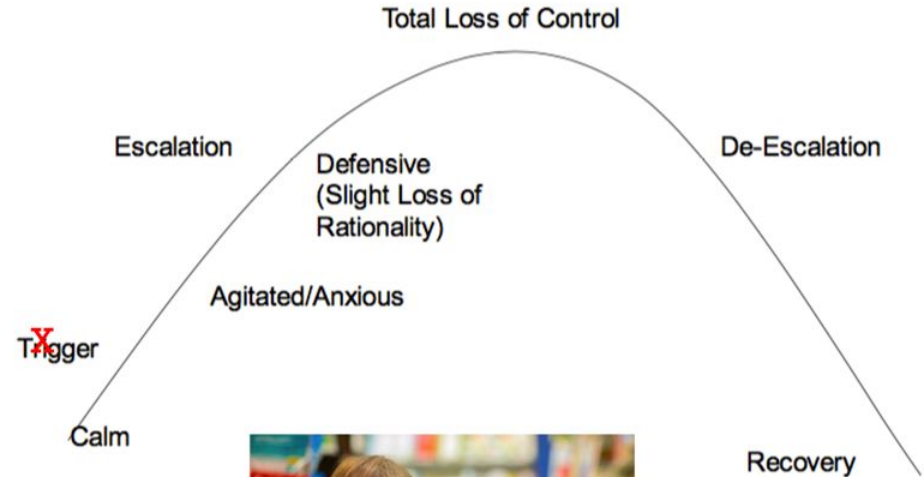 Total Loss of Control
Escalation
De-Escalation
Defensive
(Slight Loss of
Rationality)
Agitated/Anxious
X
Trigger
Calm
Recovery